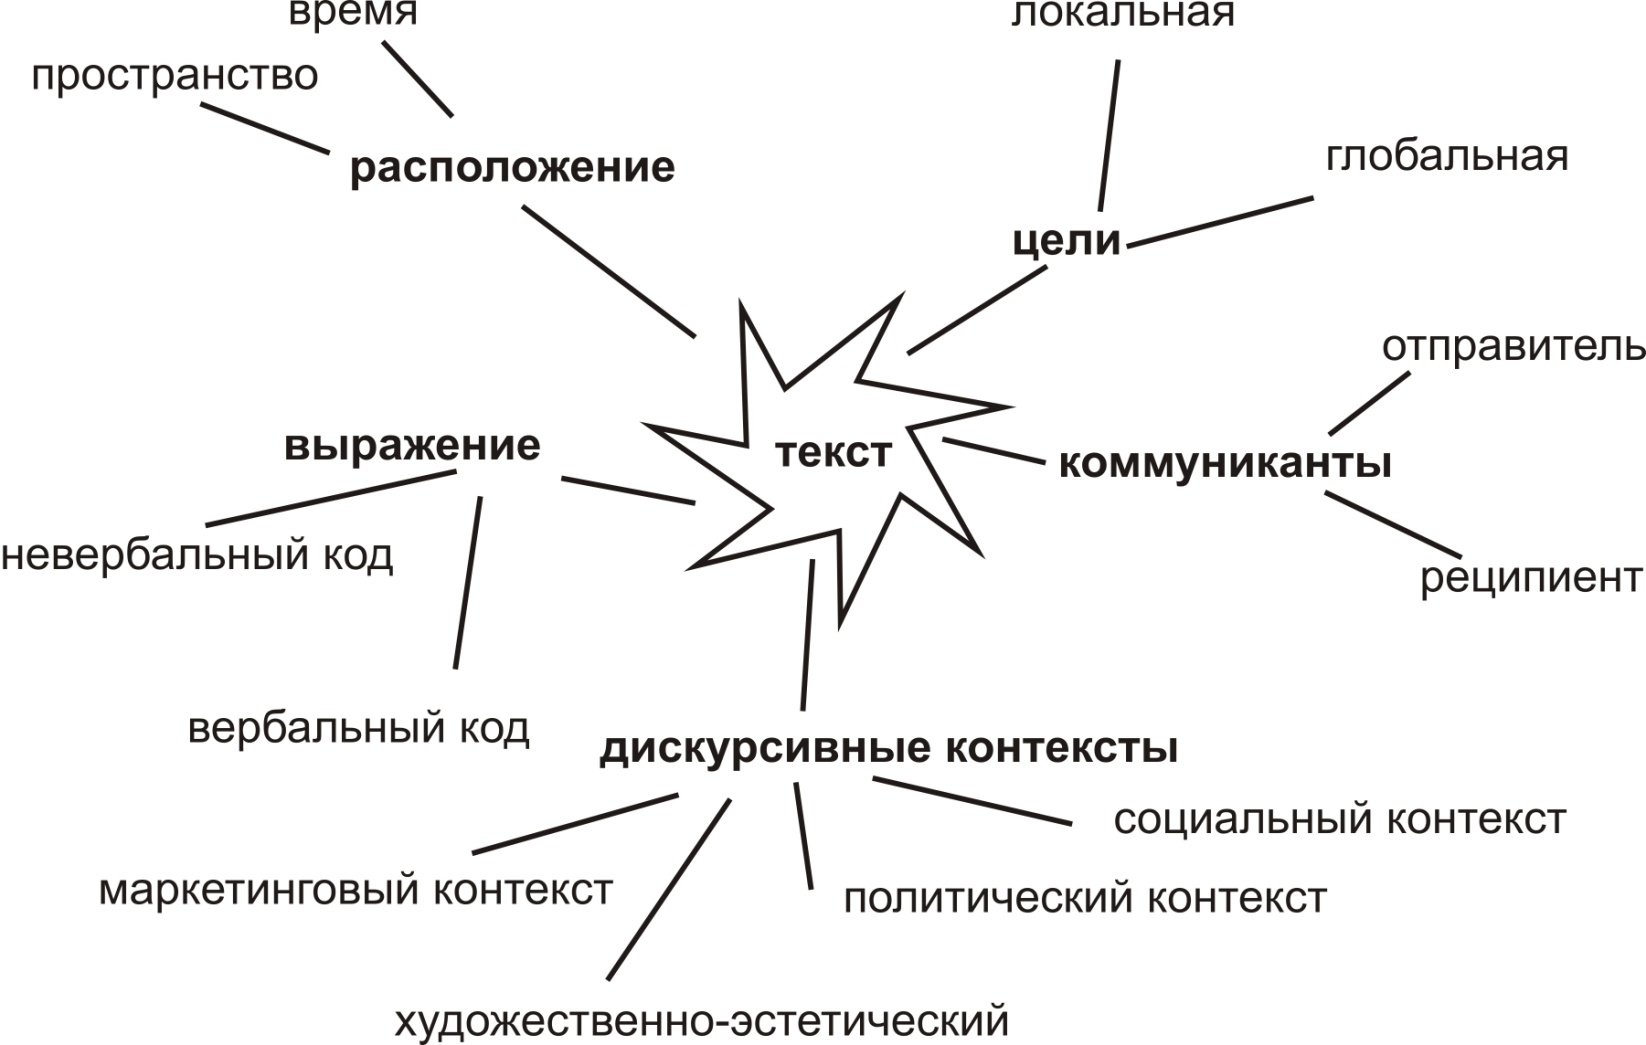 время
локальная
пространство
расположение
глобальная
цели
отправитель
выражение
текст
коммуниканты
невербальный код
реципиент
вербальный код
дискурсивные контексты
социальный контекст
маркетинговый контекст
политический контекст
художественно-эстетический